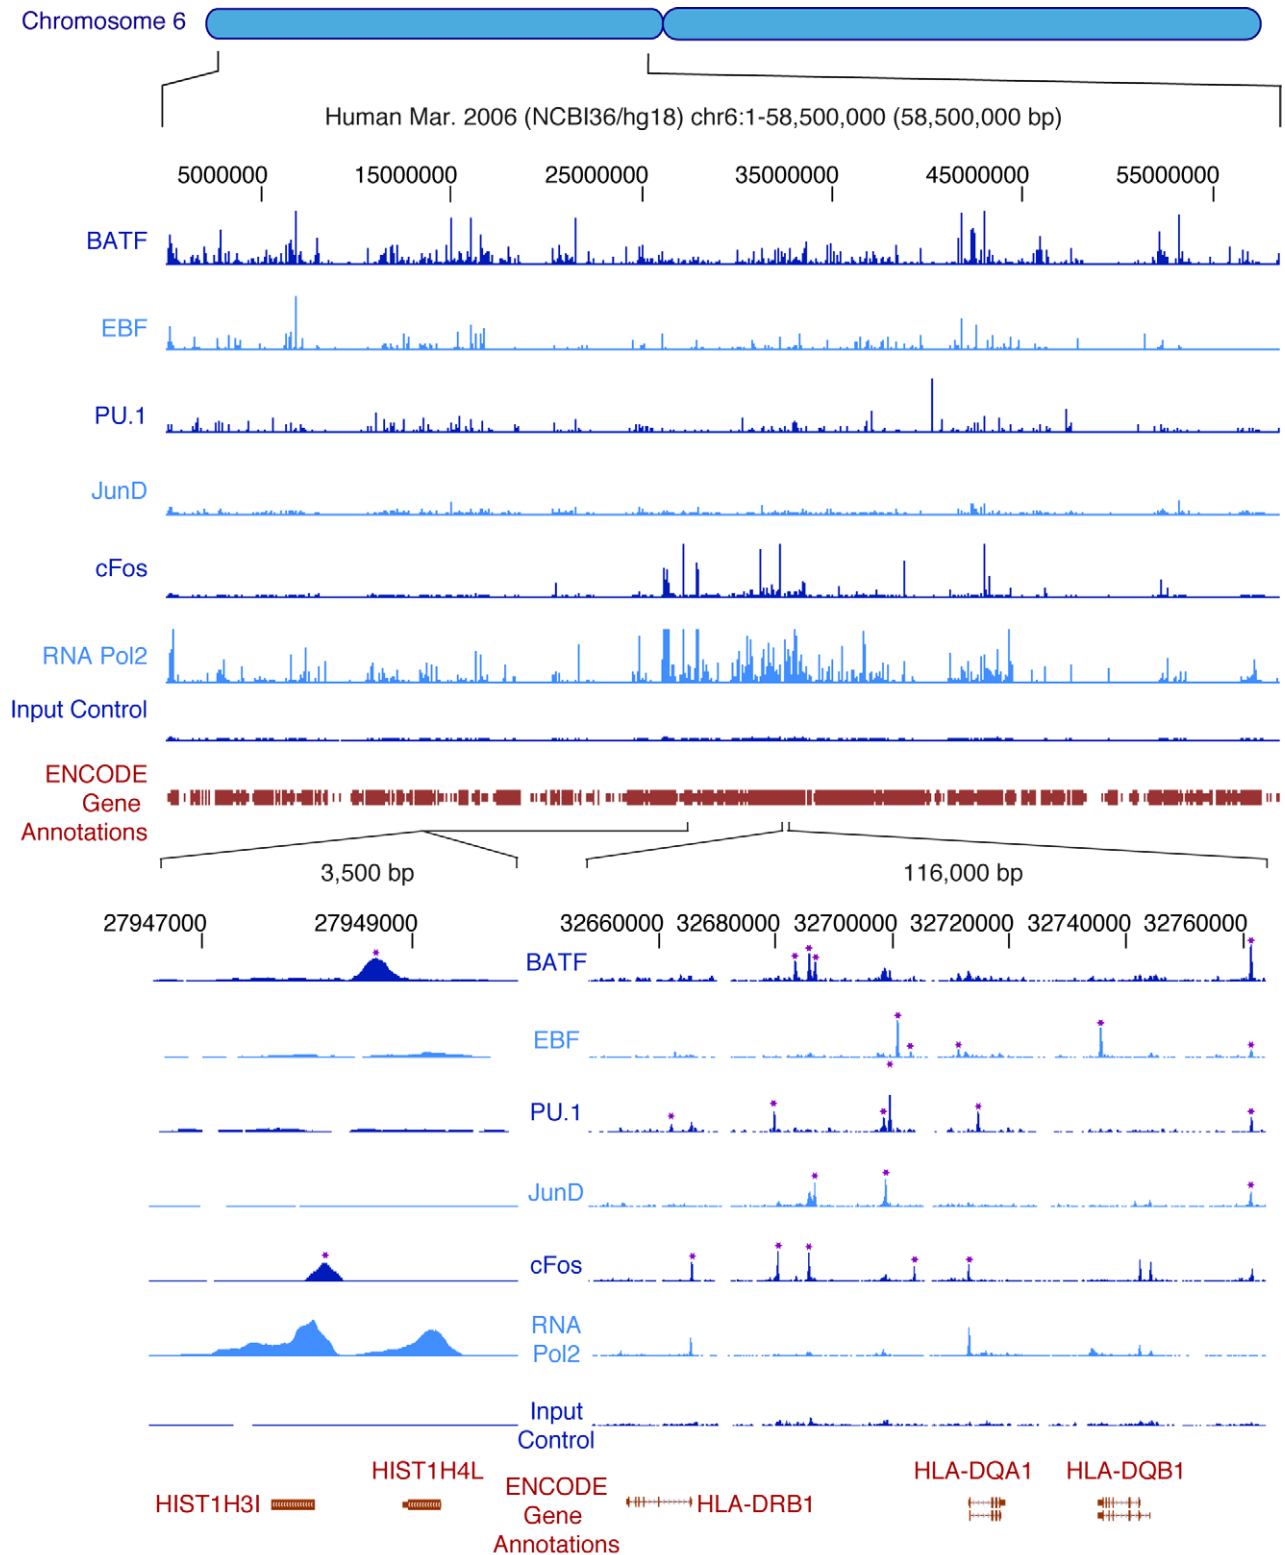 Chromosome 6
Human Mar. 2006 (NCBI36/hg18) chr6:1-58,500,000 (58,500,000 bp)
5000000 15000000 25000000 35000000 45000000 55000000
BATF
EBF
PU.1
JunD
cFos
RNA Pol2
Input Control
ENCODE
Gene
Annotations
3,500 bp 116,000 bp
27947000 27949000 32660000 32680000 32700000 32720000 32740000 32760000
BATF
EBF
PU.1
JunD
cFos
RNA
Pol2
Input
Control
HIST1H4L HLA-DQA1 HLA-DQB1
ENCODE
HIST1H3I HLA-DRB1
Gene
Annotations